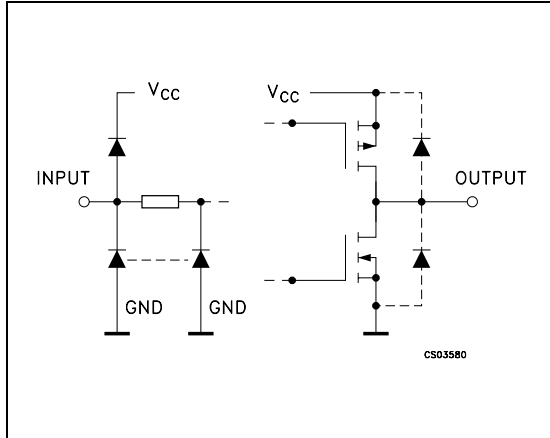 VCC
VCC
INPUT
OUTPUT
GND
GND
CS03580